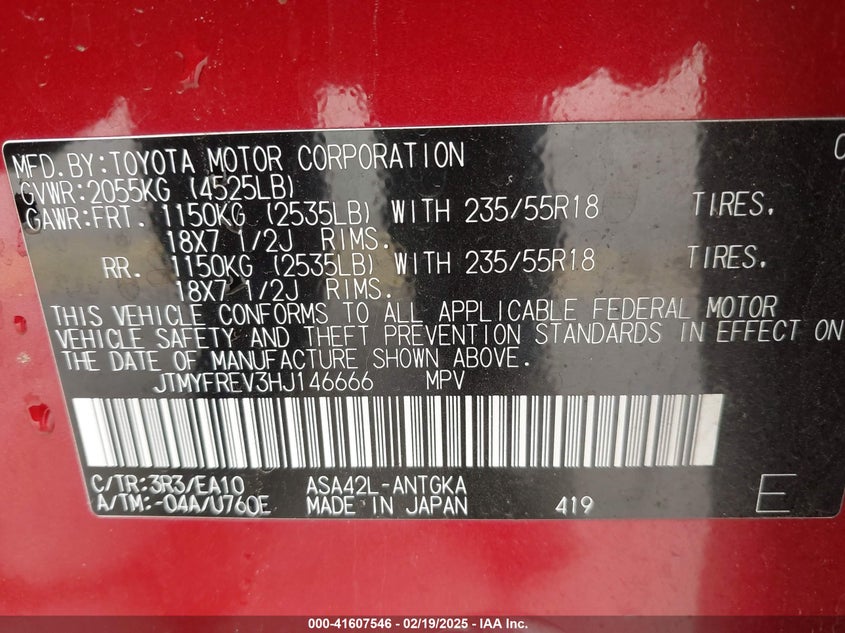 MFD.BY:TOYOTA MOTOR CORPORATION
GVWR:2055KG (4525LB)
GAWR:FRT. 1150KG (2535LB) WITH 235/55R18 TIRES.
18X7 1/2J RIMS.
RR. 1150KG (2535LB) WITH 235/55R18 TIRES.
18X7 1/2J RIMS.
THIS VEHICLE CONFORMS TO ALL APPLICABLE FEDERAL MOTOR
VEHICLE SAFETY AND THEFT PREVENTION STANDARDS IN EFFECT ON
THE DATE OF MANUFACTURE SHOWN ABOVE.
JTMYFREV3HJ146666 MPV
C/TR:3R3/EA10 ASA42L-ANTGKA
A/TM:-04A/U760E MADE IN JAPAN 419 E
000-41607546 - 02/19/2025 - IAA Inc.